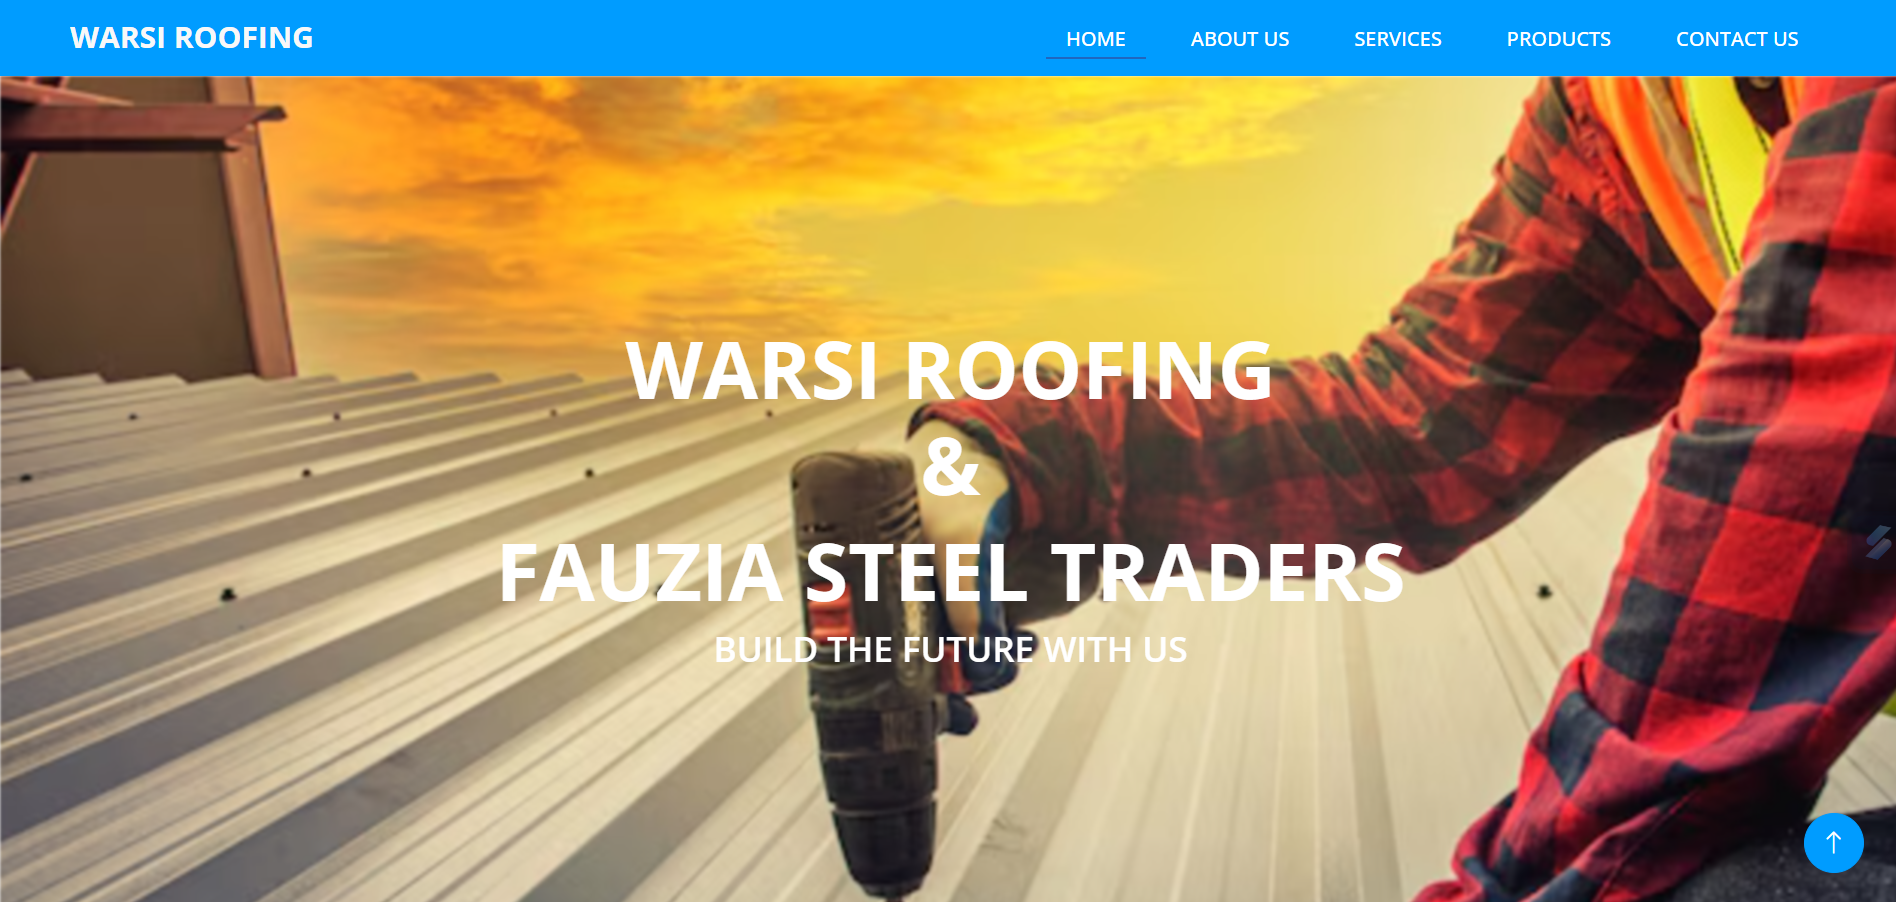 WARSI ROOFING
HOME ABOUT US SERVICES PRODUCTS CONTACT US
WARSI ROOFING
&
FAUZIA STEEL TRADERS
BUILD THE FUTURE WITH US